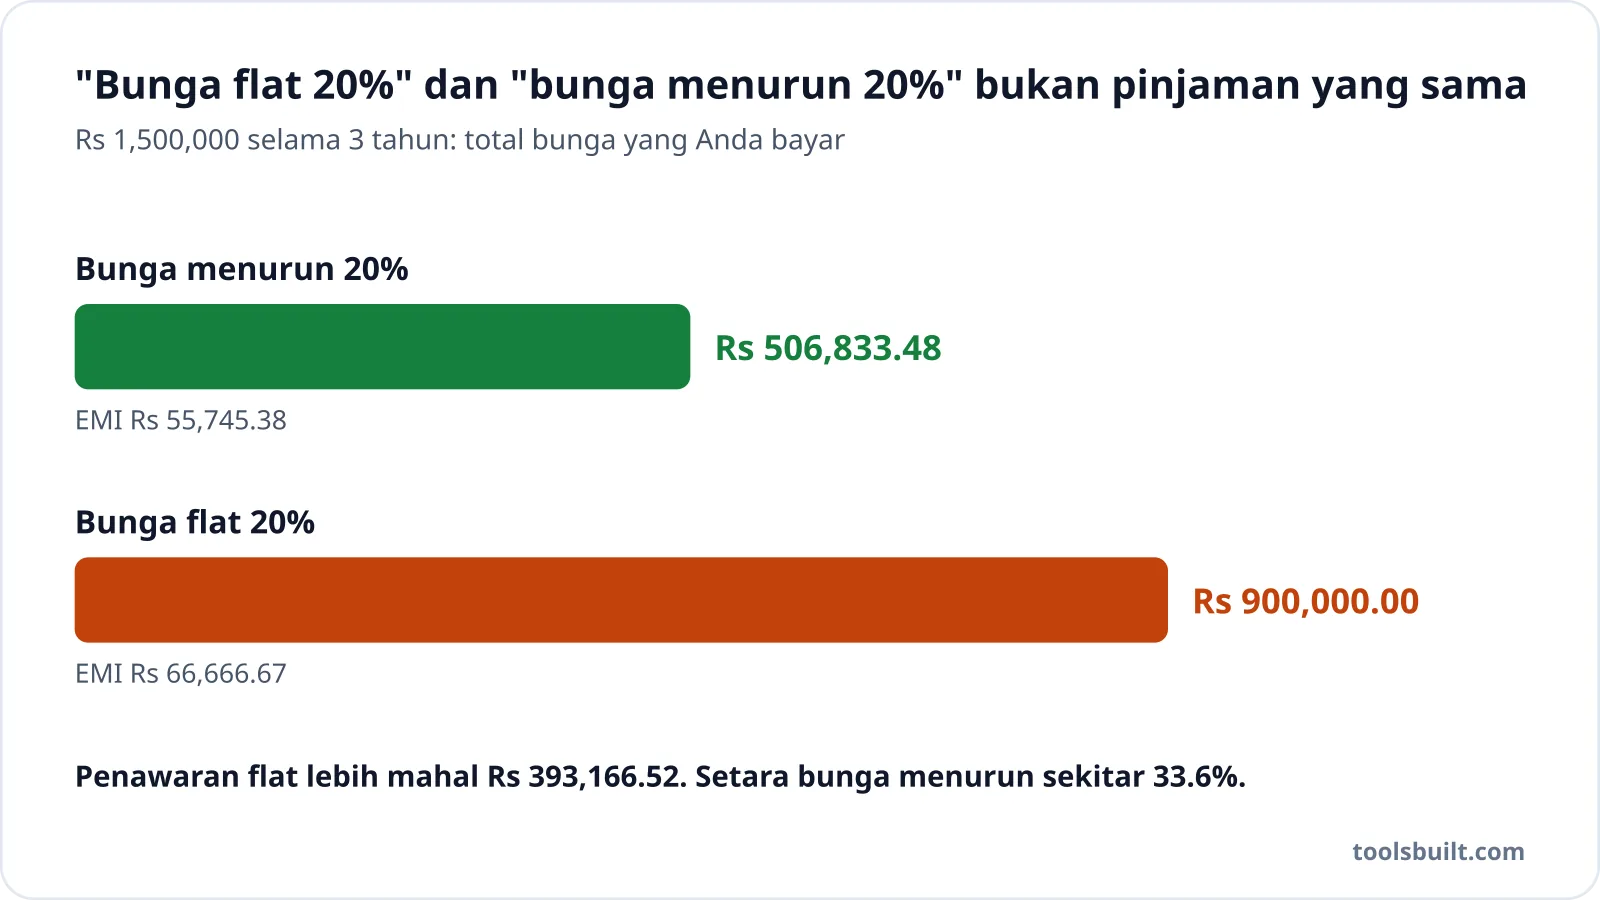 "Bunga flat 20%" dan "bunga menurun 20%" bukan pinjaman yang sama
Rs 1,500,000 selama 3 tahun: total bunga yang Anda bayar
Bunga menurun 20%
Rs 506,833.48
EMI Rs 55,745.38
Bunga flat 20%
Rs 900,000.00
EMI Rs 66,666.67
Penawaran flat lebih mahal Rs 393,166.52. Setara bunga menurun sekitar 33.6%.
toolsbuilt.com